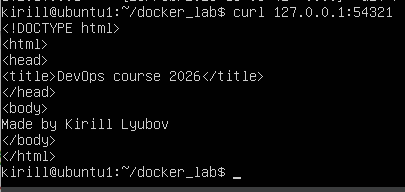 kirill@ubuntu1:~/docker_lab$ curl 127.0.0.1:54321
<!DOCTYPE html>
<html>
<head>
<title>DevOps course 2026</title>
</head>
<body>
Made by Kirill Lyubov
</body>
</html>
kirill@ubuntu1:~/docker_lab$ _